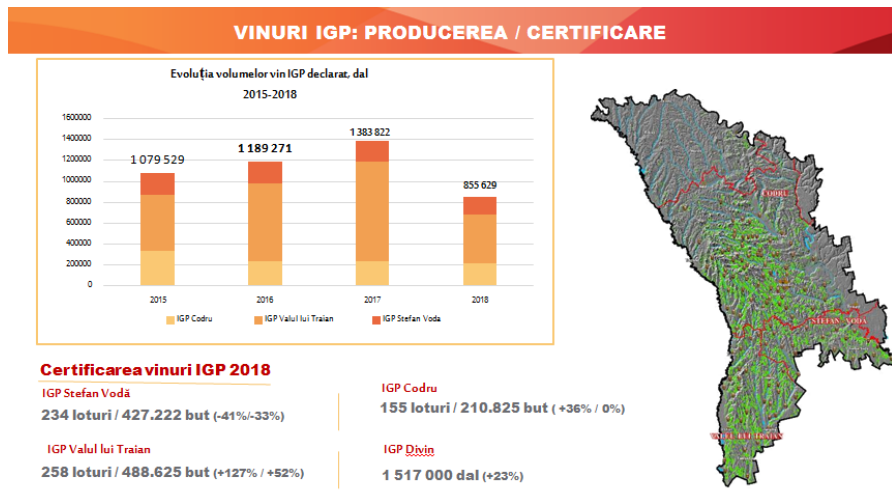 VINURI IGP: PRODUCEREA / CERTIFICARE
Evoluția volumelor vin IGP declarat, dal
2015-2018
1600000
1400000
1200000
1000000
800000
600000
400000
200000
0
1 079 529
1 189 271
1 383 822
855 629
2015
2016
2017
2018
IGP Codru
IGP Valul lui Traian
IGP Stefan Voda
CODRU
STEFAN VODA
VALUL LUI TRAIAN
Certificarea vinuri IGP 2018
IGP Stefan Vodă
234 loturi / 427.222 but (-41%/-33%)
IGP Codru
155 loturi / 210.825 but ( +36% / 0%)
IGP Valul lui Traian
258 loturi / 488.625 but (+127% / +52%)
IGP Divin
1 517 000 dal (+23%)